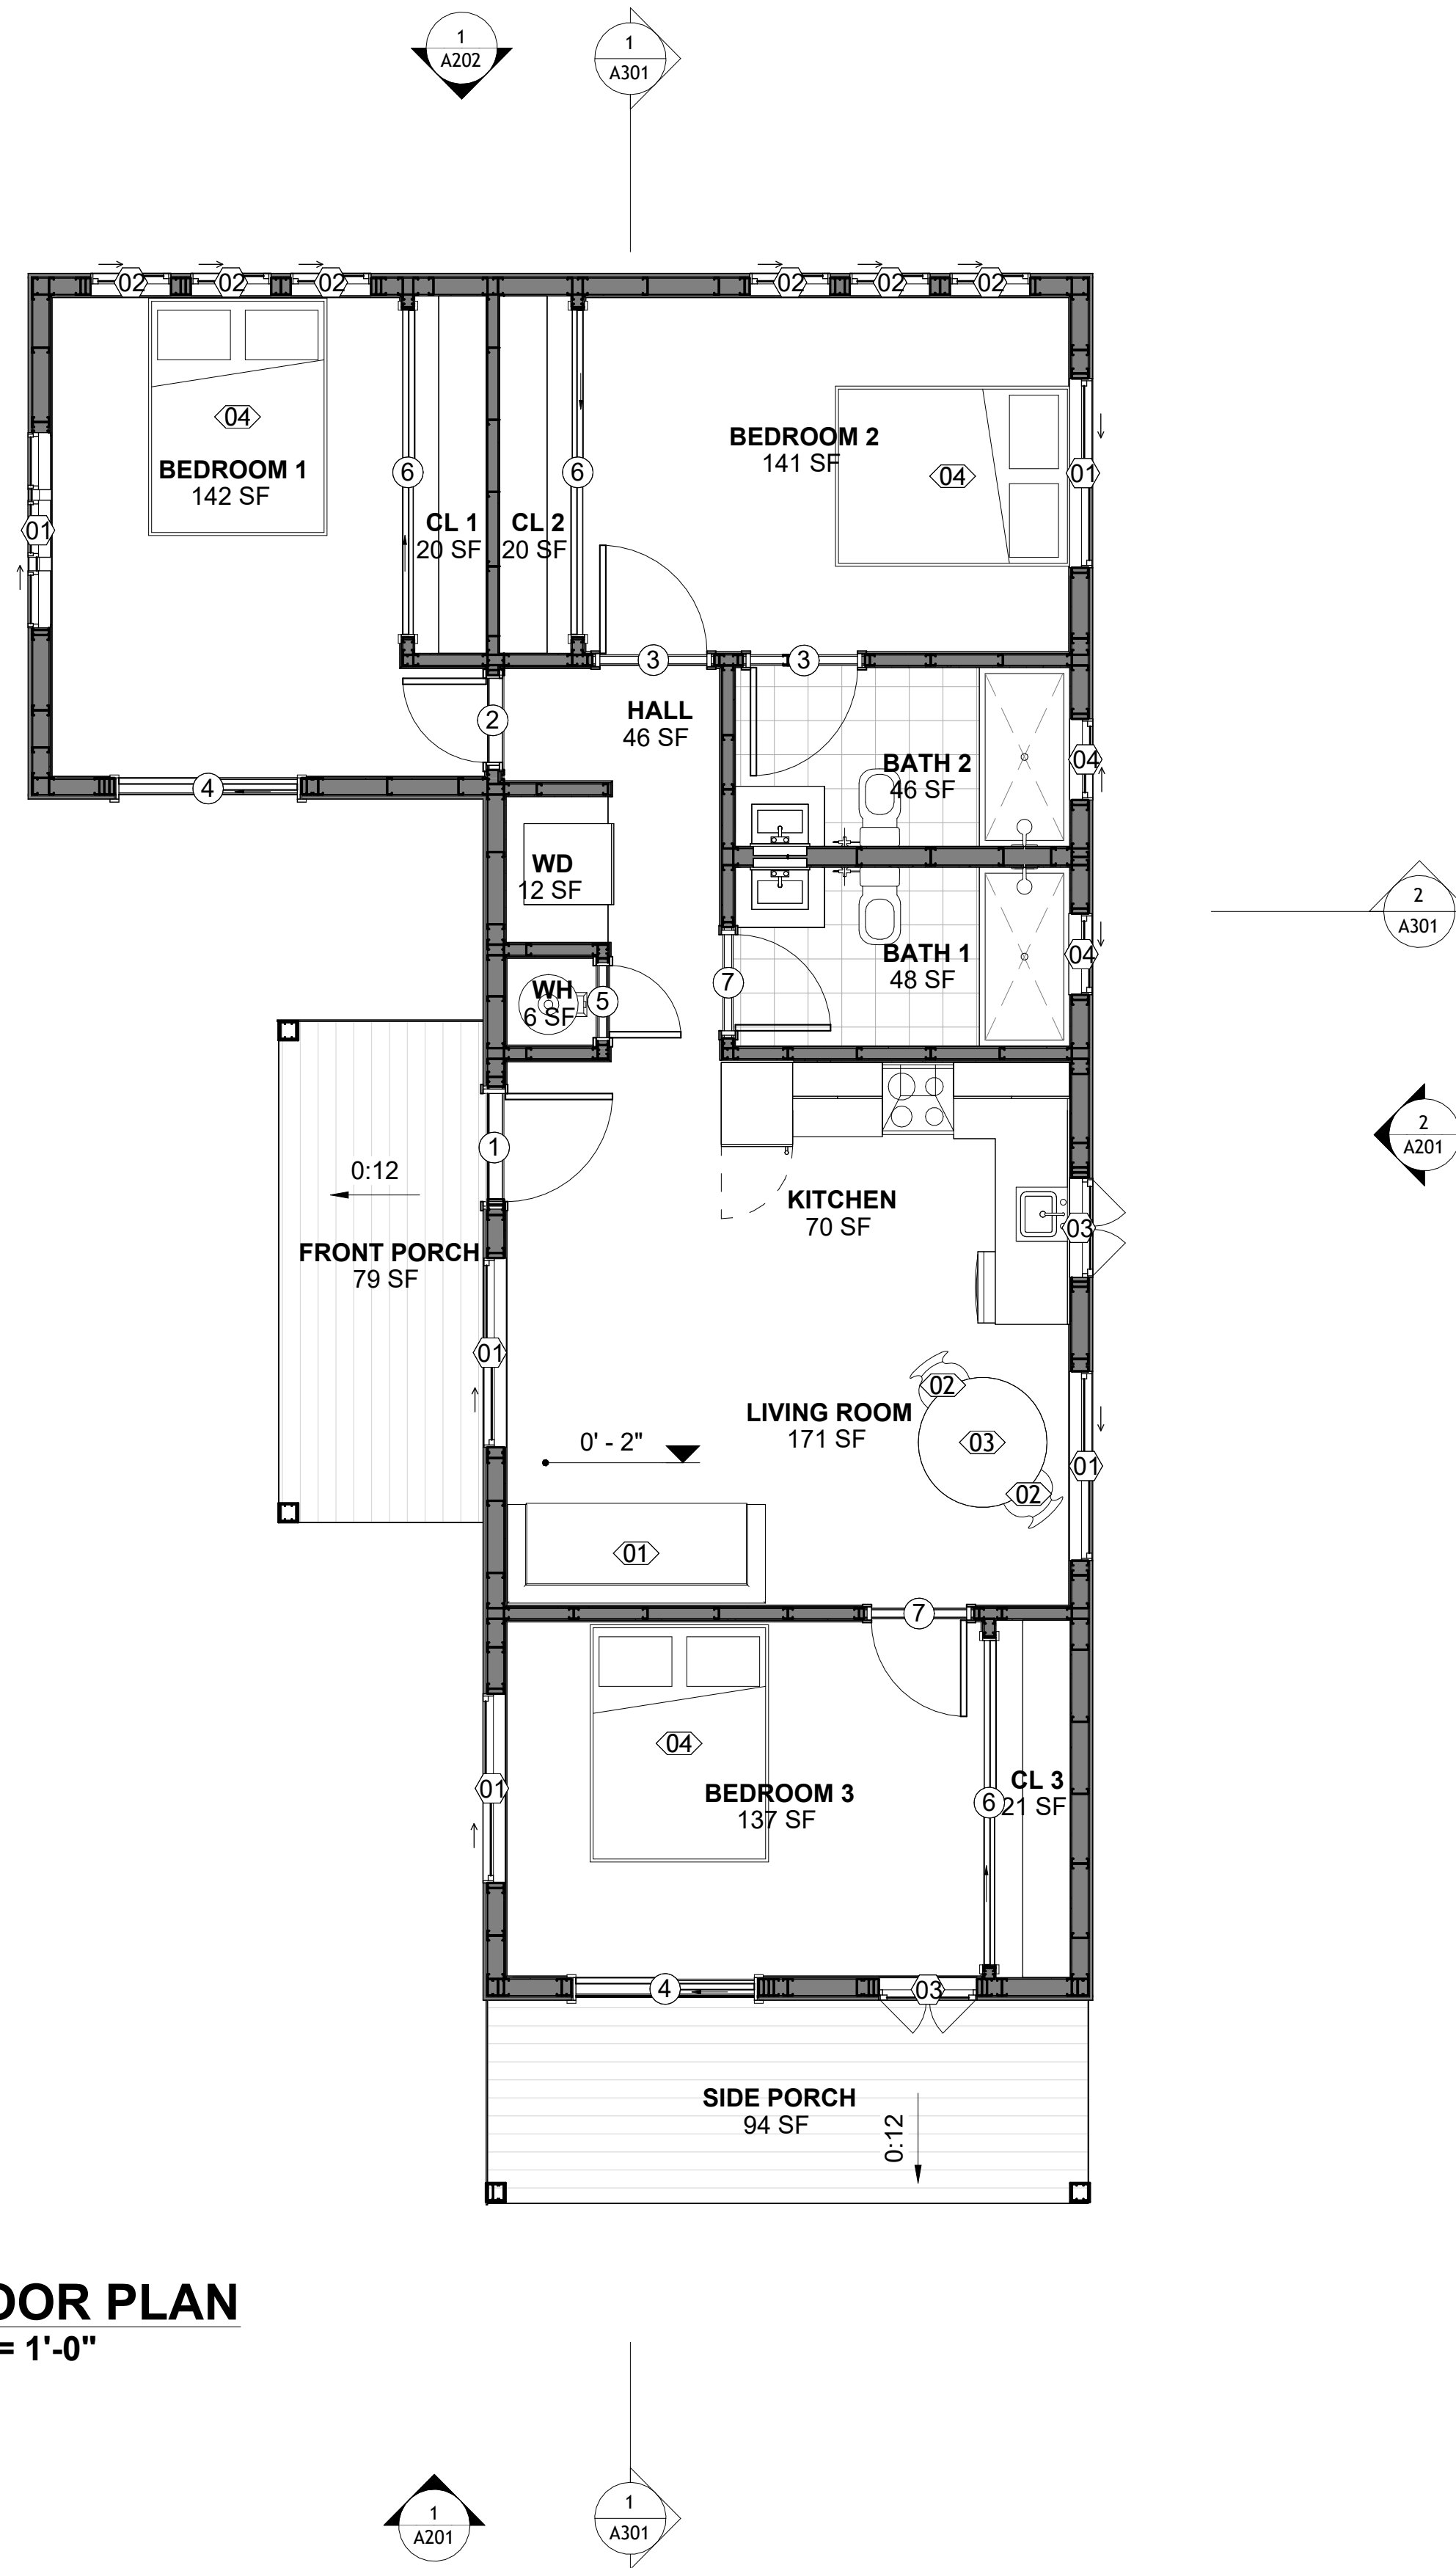 1
A202
1
A301
02
02
02
02
02
02
04
BEDROOM 1
142 SF
BEDROOM 2
141 SF
04
6
6
01
01
CL 1
20 SF
CL 2
20 SF
3
3
2
HALL
46 SF
4
BATH 2
46 SF
04
WD
12 SF
2
A301
BATH 1
48 SF
04
WH
6 SF
5
7
1
2
A201
0:12
KITCHEN
70 SF
03
FRONT PORCH
79 SF
01
02
LIVING ROOM
171 SF
03
0' - 2"
01
02
01
7
04
01
BEDROOM 3
137 SF
CL 3
21 SF
6
4
03
SIDE PORCH
94 SF
0:12
OOR PLAN
= 1'-0"
1
A201
1
A301